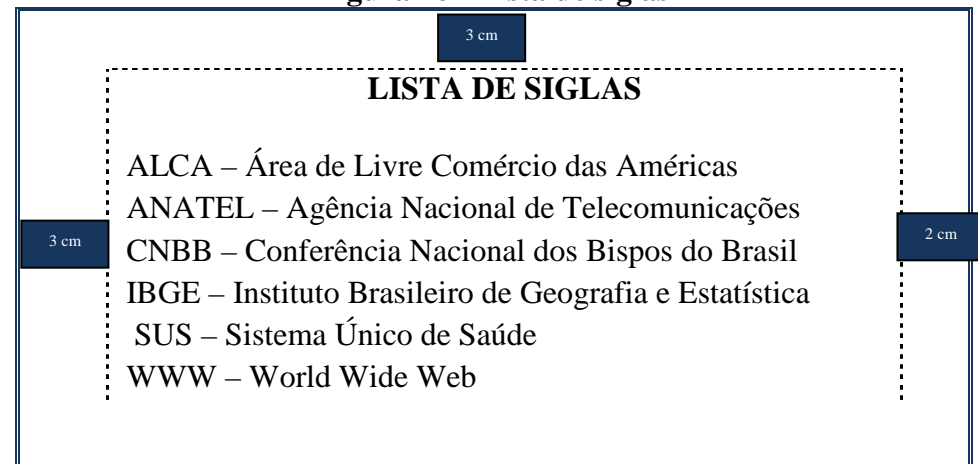 3 cm
LISTA DE SIGLAS
ALCA – Área de Livre Comércio das Américas
ANATEL – Agência Nacional de Telecomunicações
3 cm
2 cm
CNBB – Conferência Nacional dos Bispos do Brasil
IBGE – Instituto Brasileiro de Geografia e Estatística
SUS – Sistema Único de Saúde
WWW – World Wide Web